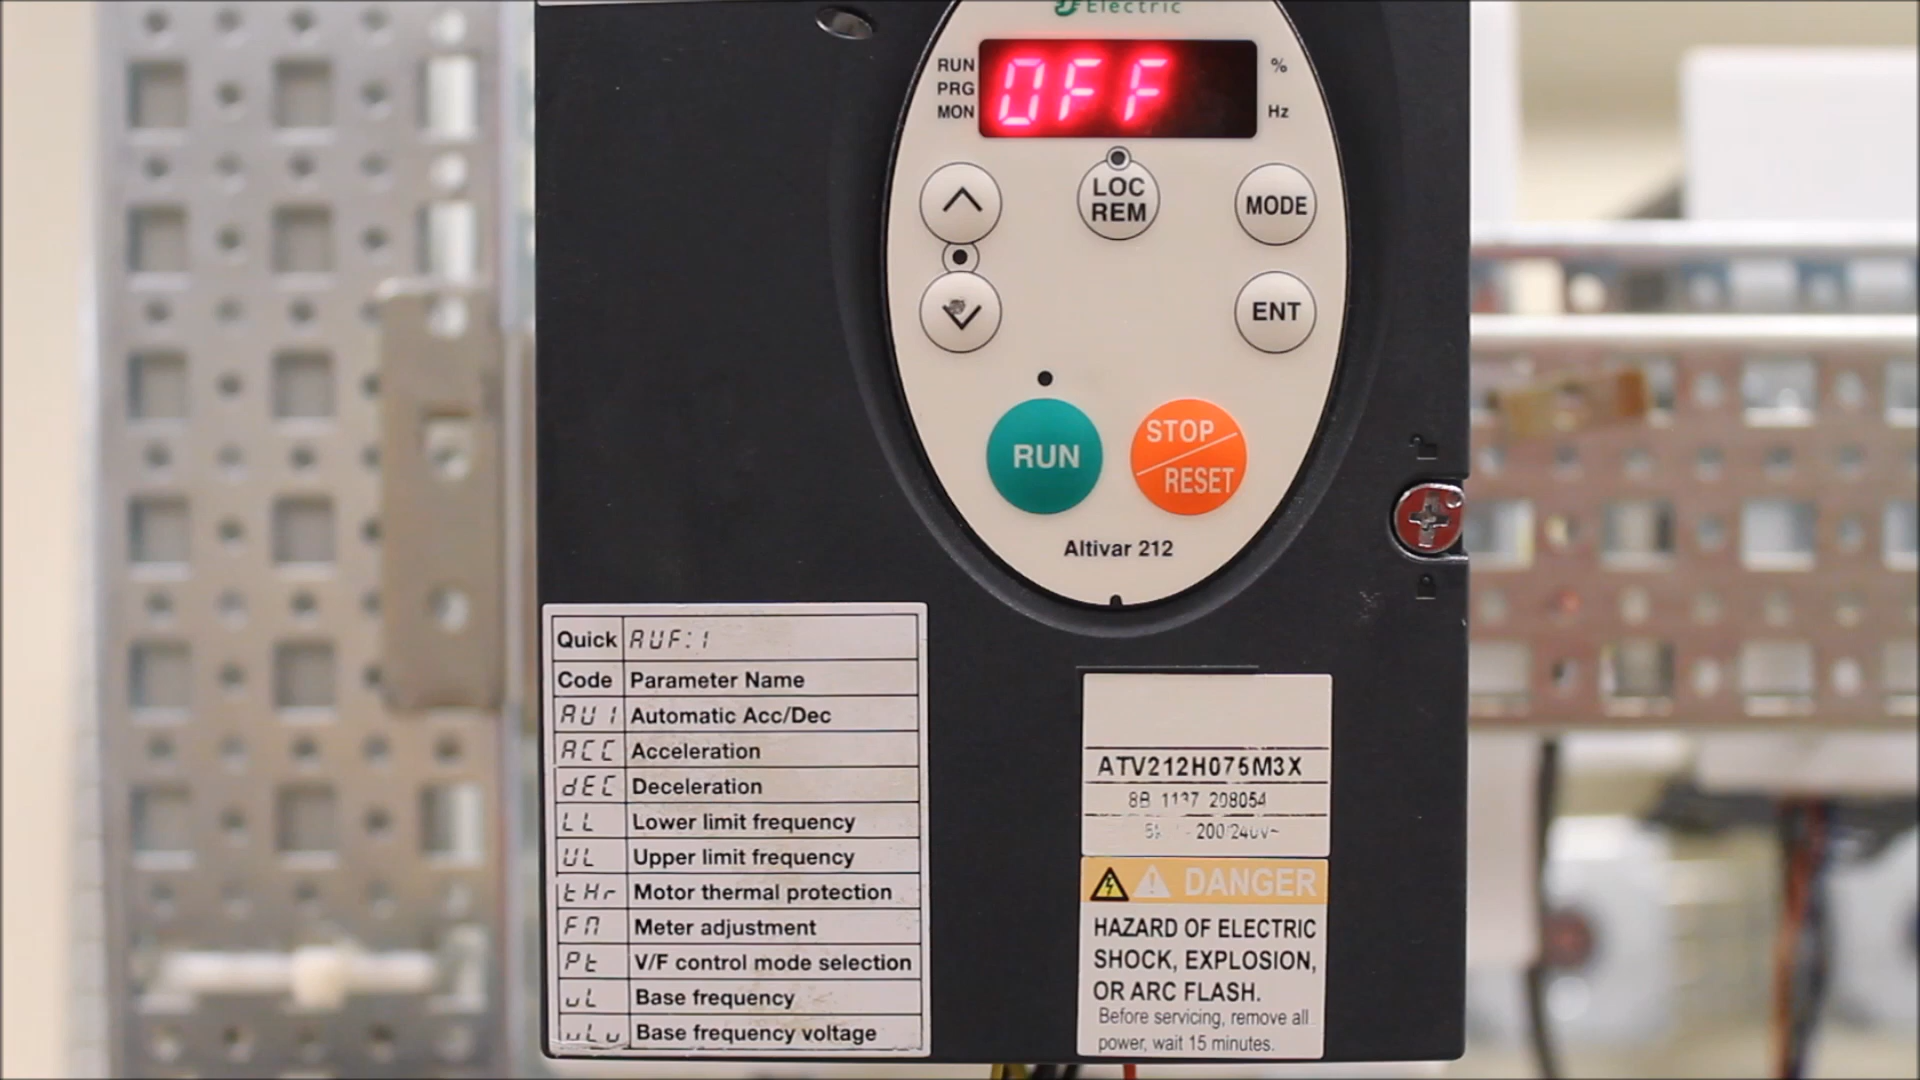 Electric
RUN
PRG
MON
OFF
%
Hz
LOC
REM
MODE
ENT
RUN
STOP
RESET
Altivar 212
Quick AUF:1
Code Parameter Name
AU1 Automatic Acc/Dec
ACC Acceleration
dEC Deceleration
LL Lower limit frequency
UL Upper limit frequency
tHr Motor thermal protection
FM Meter adjustment
Pt V/F control mode selection
uL Base frequency
uLu Base frequency voltage
ATV212H075M3X
8B 1137 208054
200/240V~
DANGER
HAZARD OF ELECTRIC
SHOCK, EXPLOSION,
OR ARC FLASH.
Before servicing, remove all
power, wait 15 minutes.